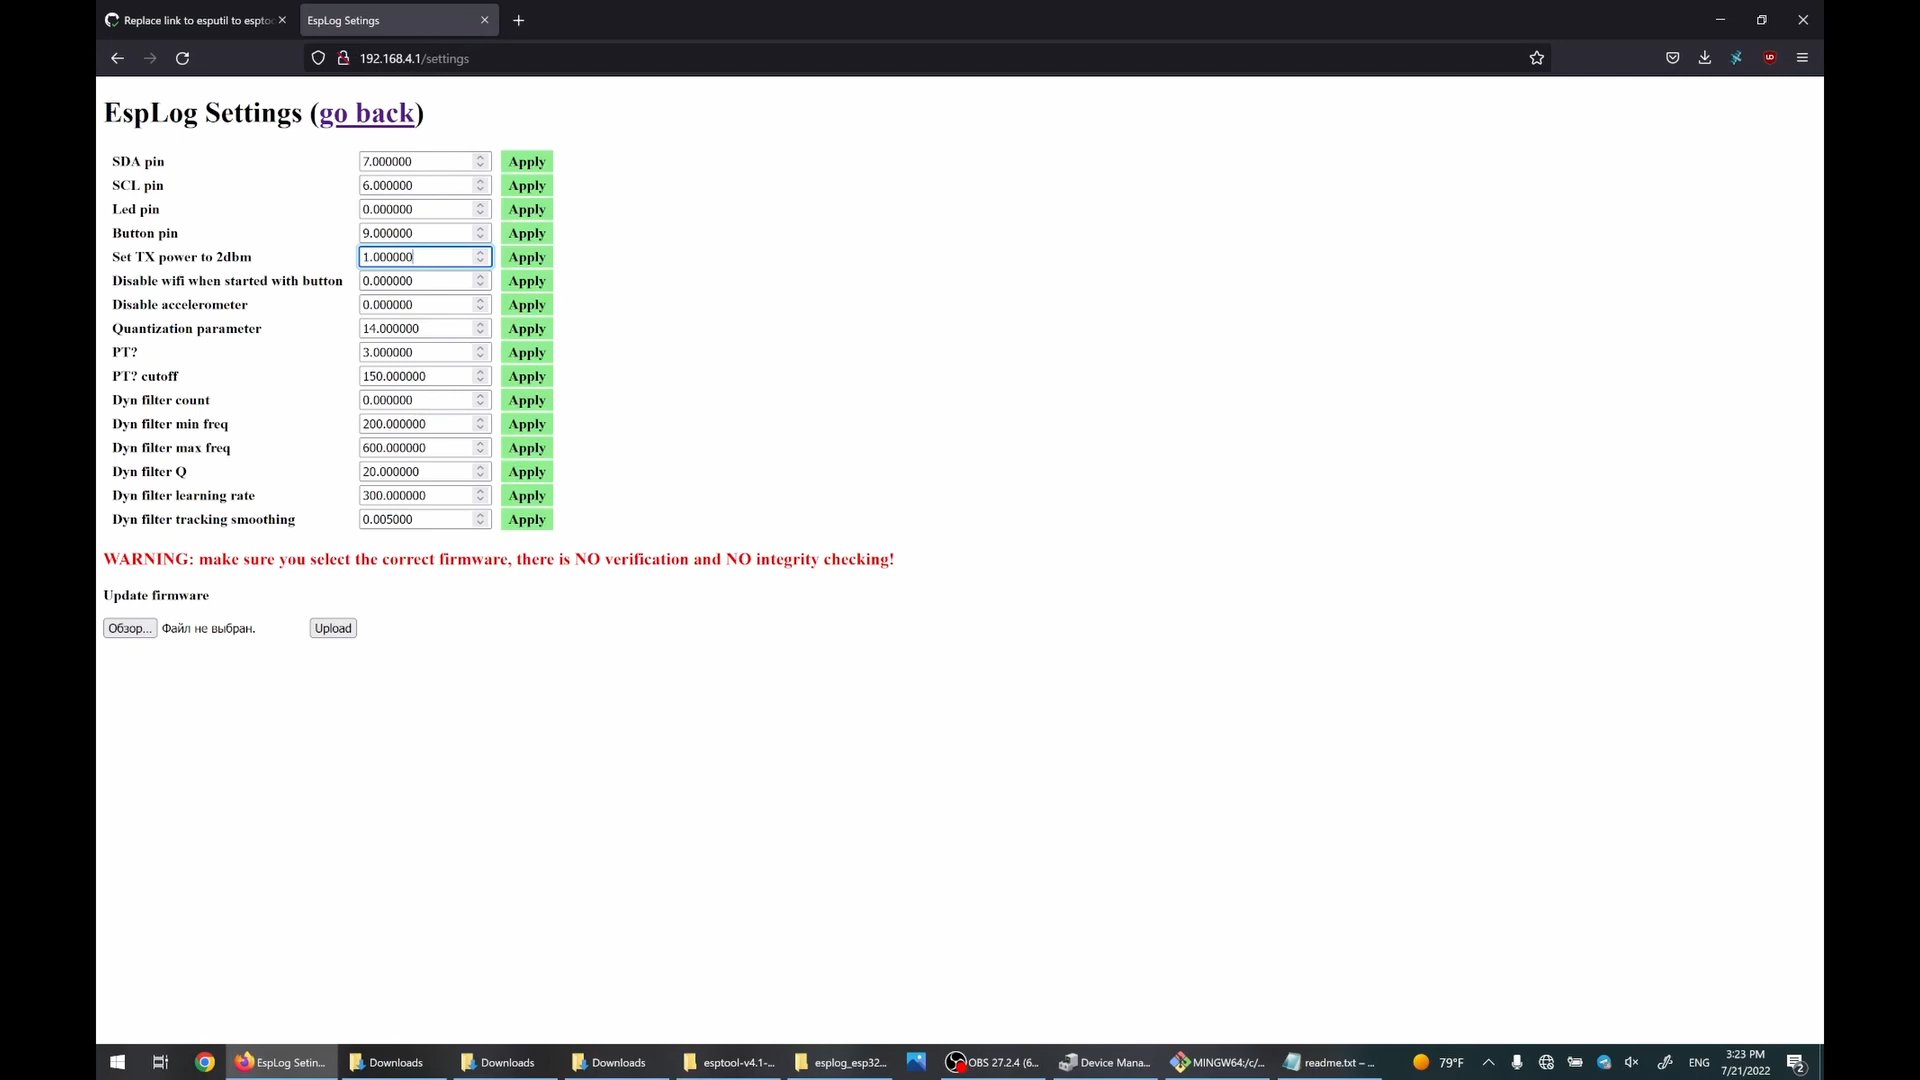 Replace link to esputil to esptoo
EspLog Settings
192.168.4.1/settings
EspLog Settings (go back)
SDA pin 7.000000 Apply
SCL pin 6.000000 Apply
Led pin 0.000000 Apply
Button pin 9.000000 Apply
Set TX power to 2dbm 1.000000 Apply
Disable wifi when started with button 0.000000 Apply
Disable accelerometer 0.000000 Apply
Quantization parameter 14.000000 Apply
PT? 3.000000 Apply
PT? cutoff 150.000000 Apply
Dyn filter count 0.000000 Apply
Dyn filter min freq 200.000000 Apply
Dyn filter max freq 600.000000 Apply
Dyn filter Q 20.000000 Apply
Dyn filter learning rate 300.000000 Apply
Dyn filter tracking smoothing 0.005000 Apply
WARNING: make sure you select the correct firmware, there is NO verification and NO integrity checking!
Update firmware
Обзор... Файл не выбран. Upload
EspLog Setin... Downloads Downloads Downloads esptool-v4.1-... esplog_esp32... OBS 27.2.4 (6... Device Mana... MINGW64:/c/... readme.txt – ... 79°F ENG 3:23 PM
7/21/2022 2